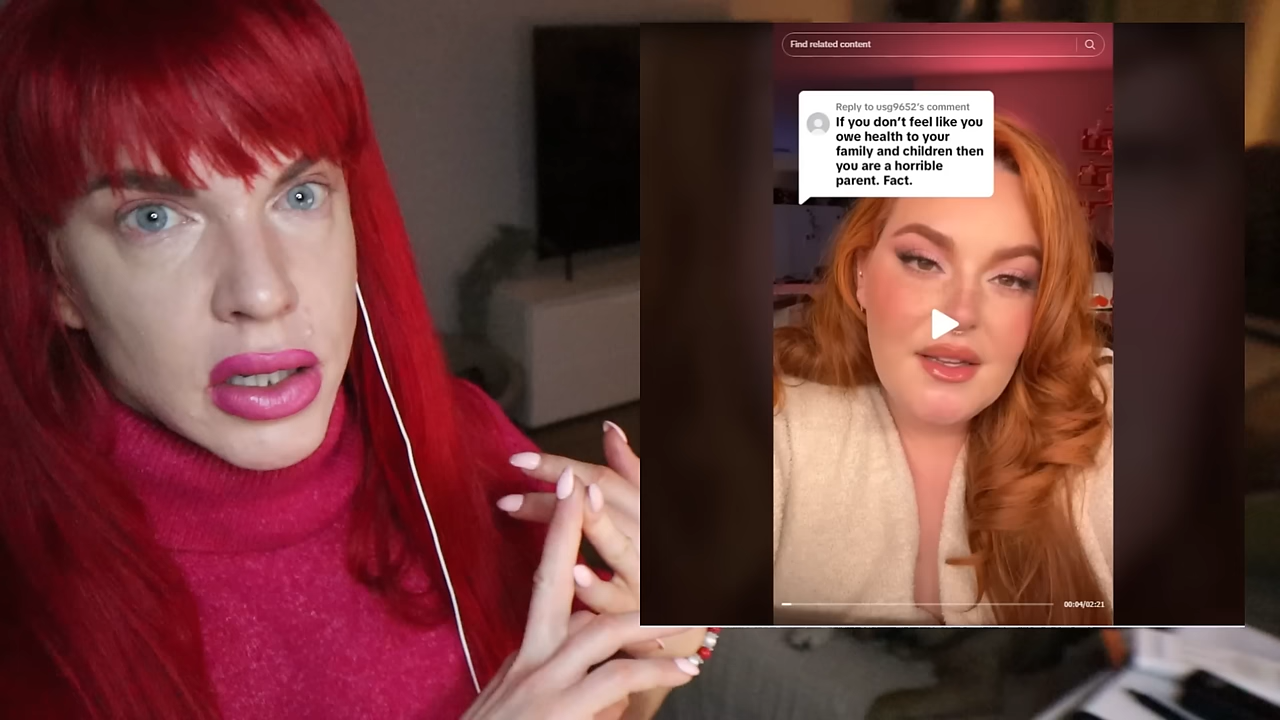 Find related content
Reply to usg9652's comment
If you don't feel like you
owe health to your
family and children then
you are a horrible
parent. Fact.
00:04/02:21